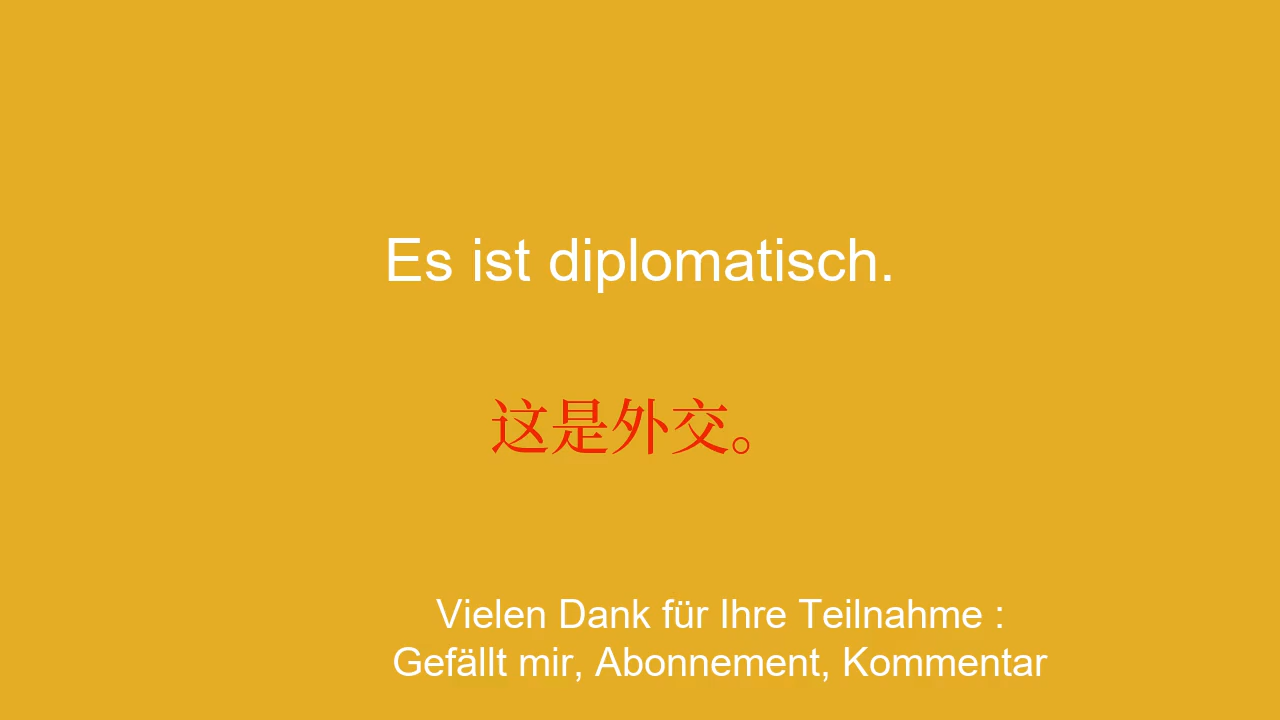 Es ist diplomatisch.
这是外交。
Vielen Dank für Ihre Teilnahme :
Gefällt mir, Abonnement, Kommentar